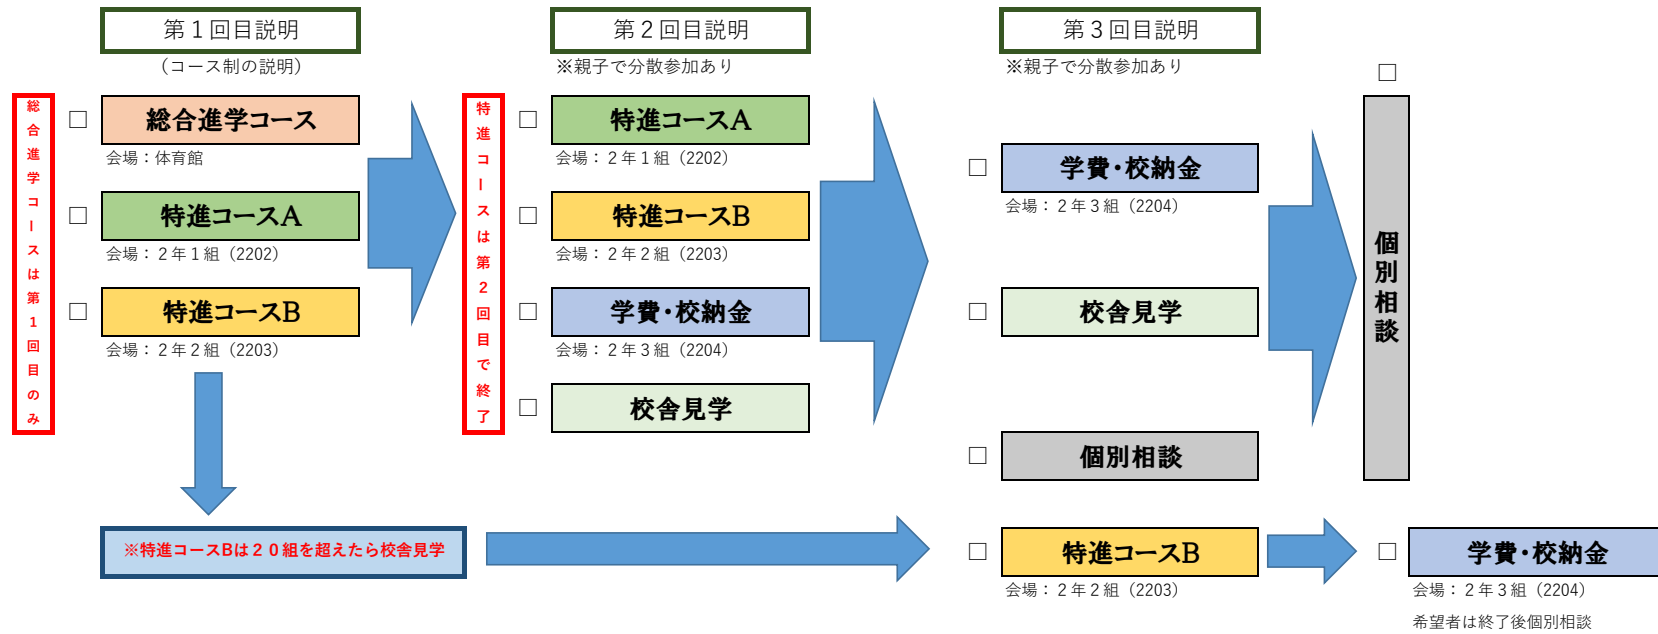 第１回目説明
（コース制の説明）
総合進学コースは第１回目のみ
□ 総合進学コース
会場：体育館
□ 特進コースA
会場：２年１組（2202）
□ 特進コースB
会場：２年２組（2203）
※特進コースBは２０組を超えたら校舎見学
第２回目説明
※親子で分散参加あり
特進コースは第２回目で終了
□ 特進コースA
会場：２年１組（2202）
□ 特進コースB
会場：２年２組（2203）
□ 学費・校納金
会場：２年３組（2204）
□ 校舎見学
第３回目説明
※親子で分散参加あり
□ 学費・校納金
会場：２年３組（2204）
□ 校舎見学
□ 個別相談
□ 特進コースB
会場：２年２組（2203）
□
個別相談
□ 学費・校納金
会場：２年３組（2204）
希望者は終了後個別相談